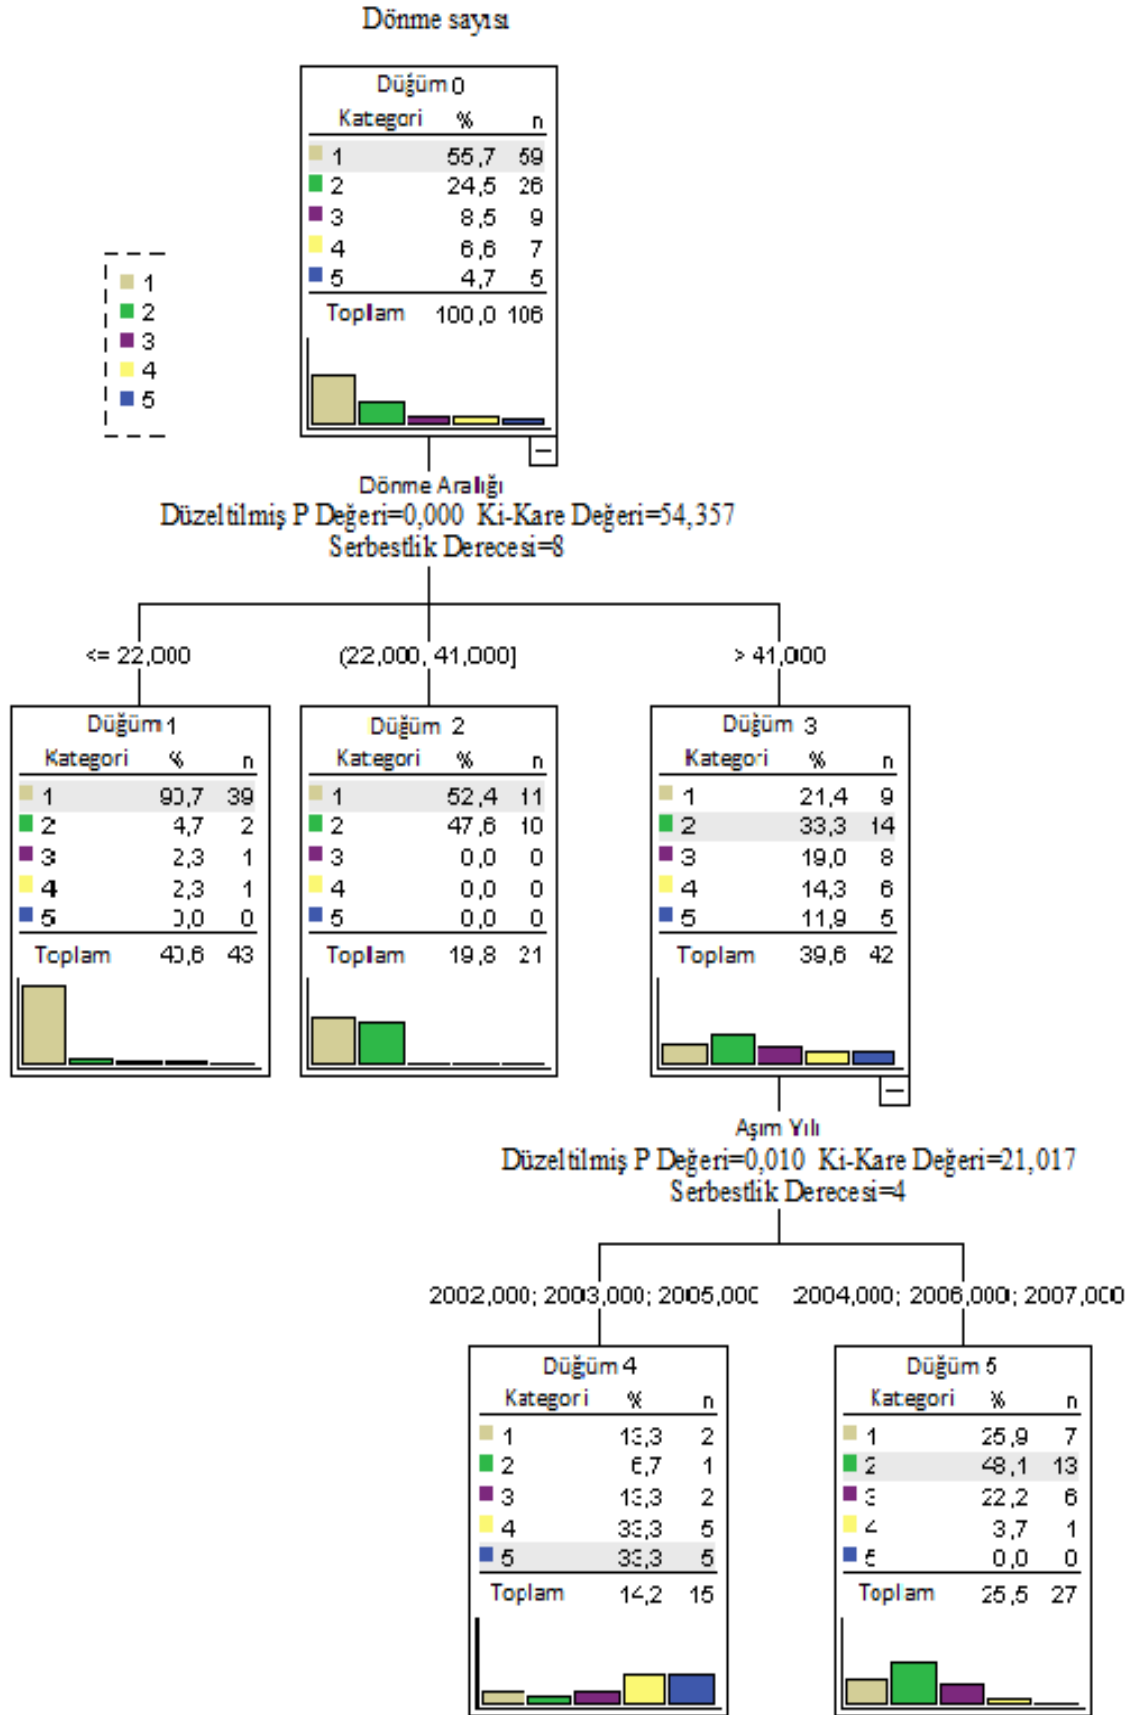 Dönme sayısı
Düğüm 0
Kategori % n
1 55,7 59
2 24,5 26
3 8,5 9
4 6,6 7
5 4,7 5
Toplam 100,0 106
1
2
3
4
5
Dönme Aralığı
Düzeltilmiş P Değeri=0,000 Ki-Kare Değeri=54,357
Serbestlik Derecesi=8
<= 22,000
(22,000, 41,000]
> 41,000
Düğüm 1
Kategori % n
1 90,7 39
2 4,7 2
3 2,3 1
4 2,3 1
5 0,0 0
Toplam 40,6 43
Düğüm 2
Kategori % n
1 52,4 11
2 47,6 10
3 0,0 0
4 0,0 0
5 0,0 0
Toplam 19,8 21
Düğüm 3
Kategori % n
1 21,4 9
2 33,3 14
3 19,0 8
4 14,3 6
5 11,9 5
Toplam 39,6 42
Aşım Yılı
Düzeltilmiş P Değeri=0,010 Ki-Kare Değeri=21,017
Serbestlik Derecesi=4
2002,000; 2003,000; 2005,000
2004,000; 2006,000; 2007,000
Düğüm 4
Kategori % n
1 13,3 2
2 6,7 1
3 13,3 2
4 33,3 5
5 33,3 5
Toplam 14,2 15
Düğüm 5
Kategori % n
1 25,9 7
2 48,1 13
3 22,2 6
4 3,7 1
5 0,0 0
Toplam 25,5 27